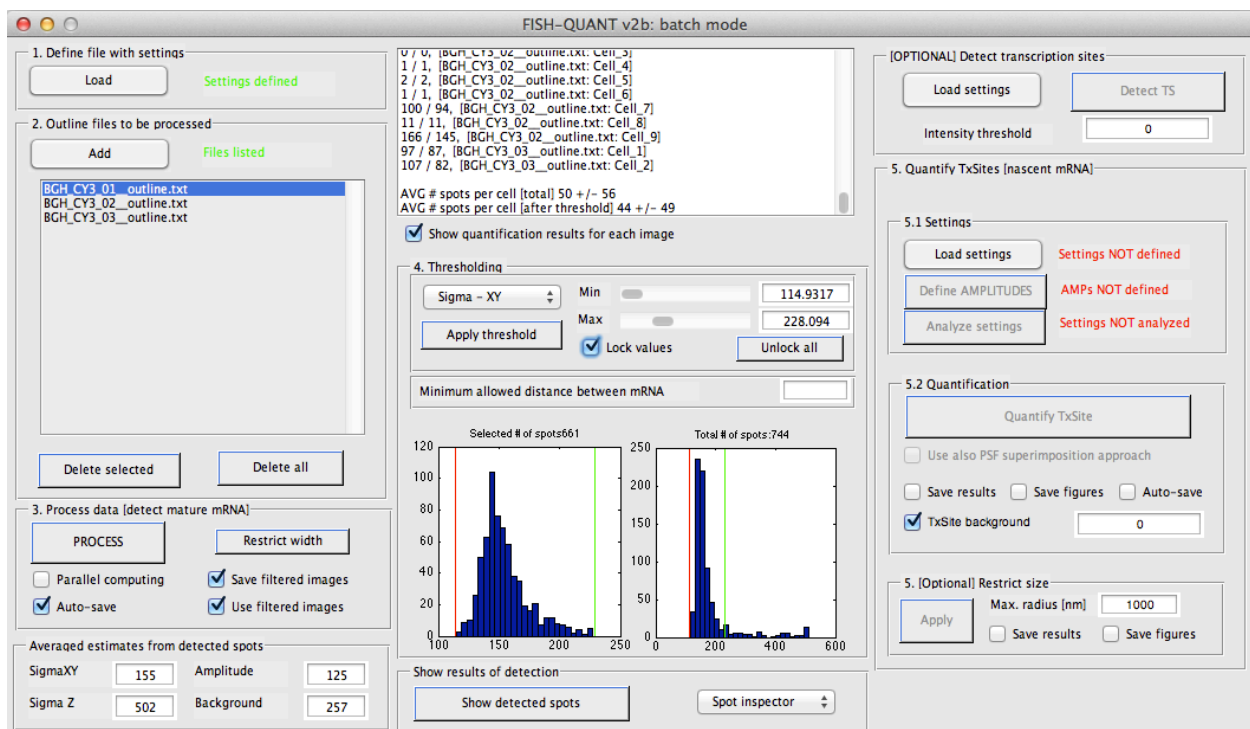 FISH-QUANT v2b: batch mode
1. Define file with settings
Load
Settings defined
2. Outline files to be processed
Add
Files listed
BGH_CY3_01__outline.txt
BGH_CY3_02__outline.txt
BGH_CY3_03__outline.txt
Delete selected
Delete all
3. Process data [detect mature mRNA]
PROCESS
Restrict width
Parallel computing
Save filtered images
Auto-save
Use filtered images
Averaged estimates from detected spots
SigmaXY 155 Amplitude 125
Sigma Z 502 Background 257
0 / 0, [BGH_CY3_02__outline.txt: Cell_3]
1 / 1, [BGH_CY3_02__outline.txt: Cell_4]
2 / 2, [BGH_CY3_02__outline.txt: Cell_5]
1 / 1, [BGH_CY3_02__outline.txt: Cell_6]
100 / 94, [BGH_CY3_02__outline.txt: Cell_7]
11 / 11, [BGH_CY3_02__outline.txt: Cell_8]
166 / 145, [BGH_CY3_02__outline.txt: Cell_9]
97 / 87, [BGH_CY3_03__outline.txt: Cell_1]
107 / 82, [BGH_CY3_03__outline.txt: Cell_2]
AVG # spots per cell [total] 50 +/- 56
AVG # spots per cell [after threshold] 44 +/- 49
Show quantification results for each image
4. Thresholding
Sigma - XY
Min
114.9317
Max
228.094
Apply threshold
Lock values
Unlock all
Minimum allowed distance between mRNA
Selected # of spots661
120
100
80
60
40
20
0
100 150 200 250
Total # of spots:744
250
200
150
100
50
0
0 200 400 600
Show results of detection
Show detected spots
Spot inspector
[OPTIONAL] Detect transcription sites
Load settings
Detect TS
Intensity threshold
0
5. Quantify TxSites [nascent mRNA]
5.1 Settings
Load settings
Settings NOT defined
Define AMPLITUDES
AMPs NOT defined
Analyze settings
Settings NOT analyzed
5.2 Quantification
Quantify TxSite
Use also PSF superimposition approach
Save results
Save figures
Auto-save
TxSite background
0
5. [Optional] Restrict size
Apply
Max. radius [nm]
1000
Save results
Save figures